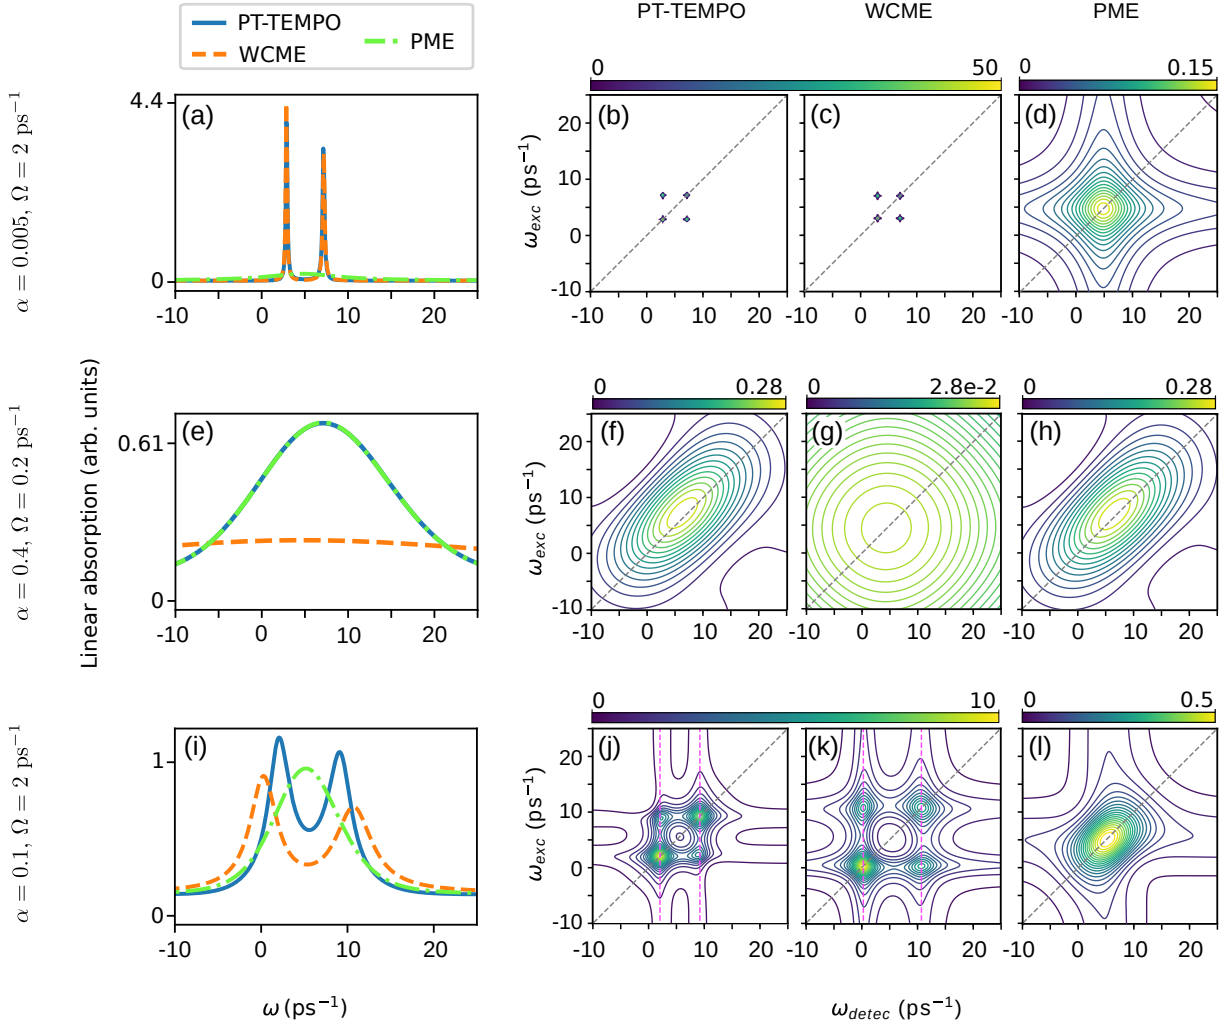 PT-TEMPO
WCME
PME
PT-TEMPO WCME PME
α = 0.005, Ω = 2 ps⁻¹
4.4
0
(a)
-10 0 10 20
0 50
0 0.15
ω_exc (ps⁻¹)
20
10
0
-10
(b)
(c)
(d)
-10 0 10 20
-10 0 10 20
-10 0 10 20
Linear absorption (arb. units)
α = 0.4, Ω = 0.2 ps⁻¹
0.61
0
(e)
-10 0 10 20
0 0.28
0 2.8e-2
0 0.28
ω_exc (ps⁻¹)
20
10
0
-10
(f)
(g)
(h)
-10 0 10 20
-10 0 10 20
-10 0 10 20
α = 0.1, Ω = 2 ps⁻¹
1
0
(i)
-10 0 10 20
0 10
0 0.5
ω_exc (ps⁻¹)
20
10
0
-10
(j)
(k)
(l)
-10 0 10 20
-10 0 10 20
-10 0 10 20
ω (ps⁻¹)
ω_detec (ps⁻¹)